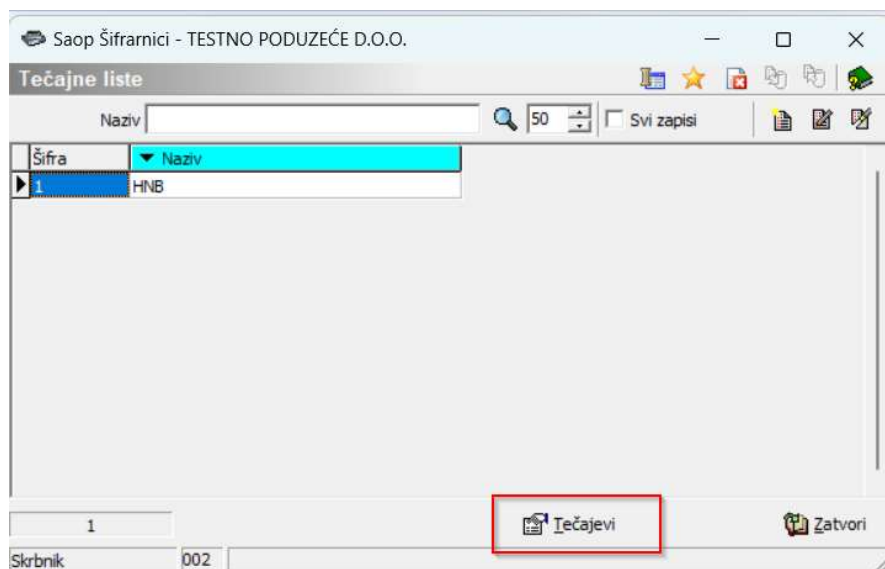 Saop Šifrarnici - TESTNO PODUZEĆE D.O.O.
Tečajne liste
Naziv 50 Svi zapisi
Šifra Naziv
1 HNB
1 Tečajevi Zatvori
Skrbnik 002